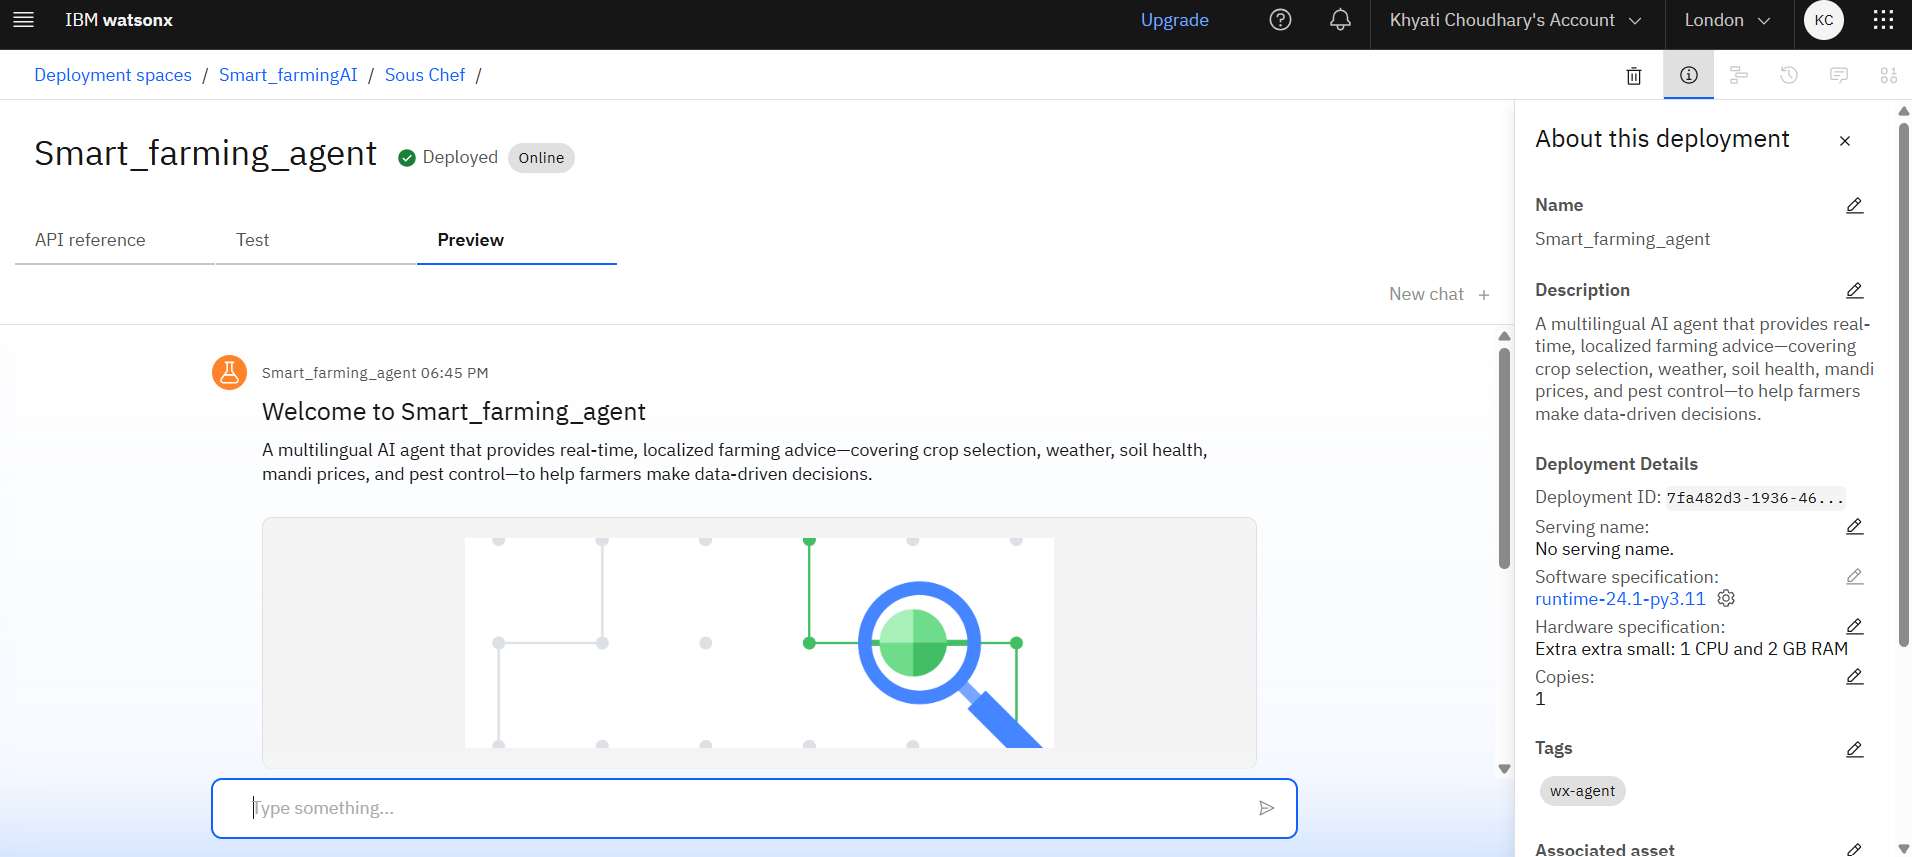 IBM watsonx
Upgrade
Khyati Choudhary's Account
London
KC
Deployment spaces / Smart_farmingAI / Sous Chef /
Smart_farming_agent
Deployed
Online
API reference
Test
Preview
New chat +
Smart_farming_agent 06:45 PM
Welcome to Smart_farming_agent
A multilingual AI agent that provides real-time, localized farming advice—covering crop selection, weather, soil health,
mandi prices, and pest control—to help farmers make data-driven decisions.
Type something...
About this deployment
Name
Smart_farming_agent
Description
A multilingual AI agent that provides real-
time, localized farming advice—covering
crop selection, weather, soil health, mandi
prices, and pest control—to help farmers
make data-driven decisions.
Deployment Details
Deployment ID: 7fa482d3-1936-46...
Serving name:
No serving name.
Software specification:
runtime-24.1-py3.11
Hardware specification:
Extra extra small: 1 CPU and 2 GB RAM
Copies:
1
Tags
wx-agent
Associated asset